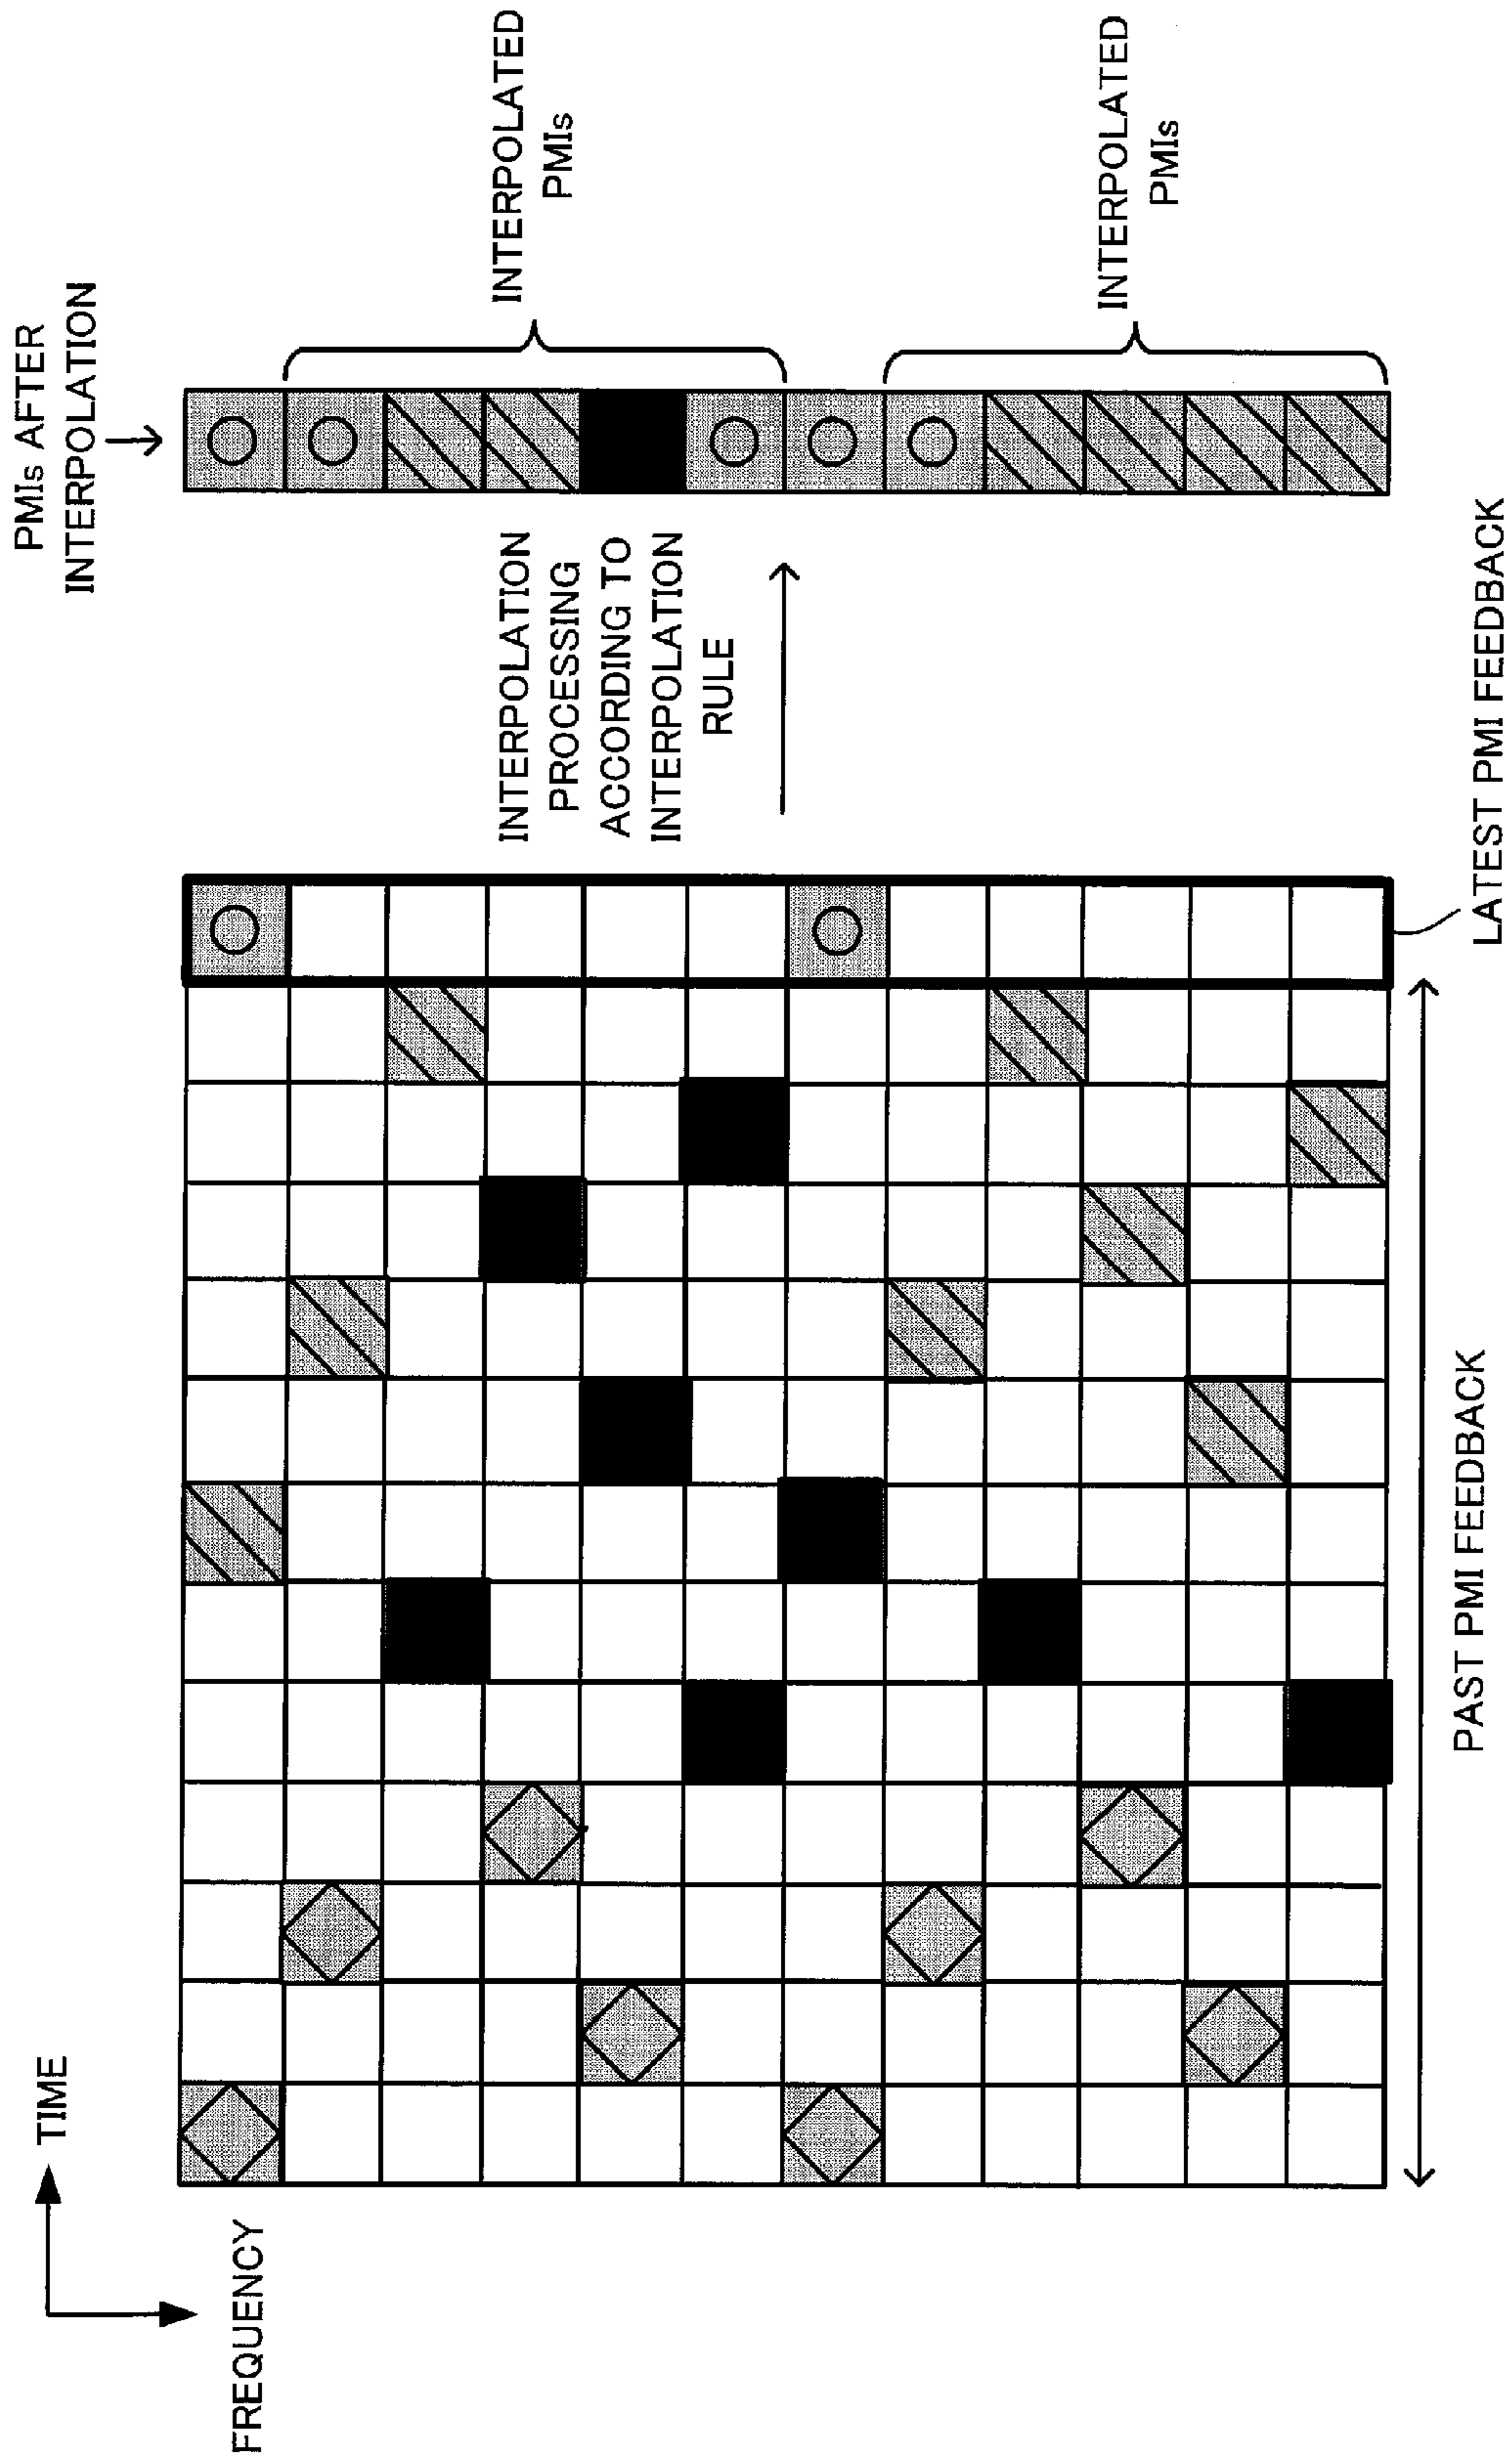 TIME
FREQUENCY
PAST PMI FEEDBACK
LATEST PMI FEEDBACK
INTERPOLATION
PROCESSING
ACCORDING TO
INTERPOLATION
RULE
PMIs AFTER
INTERPOLATION
INTERPOLATED
PMIs
INTERPOLATED
PMIs